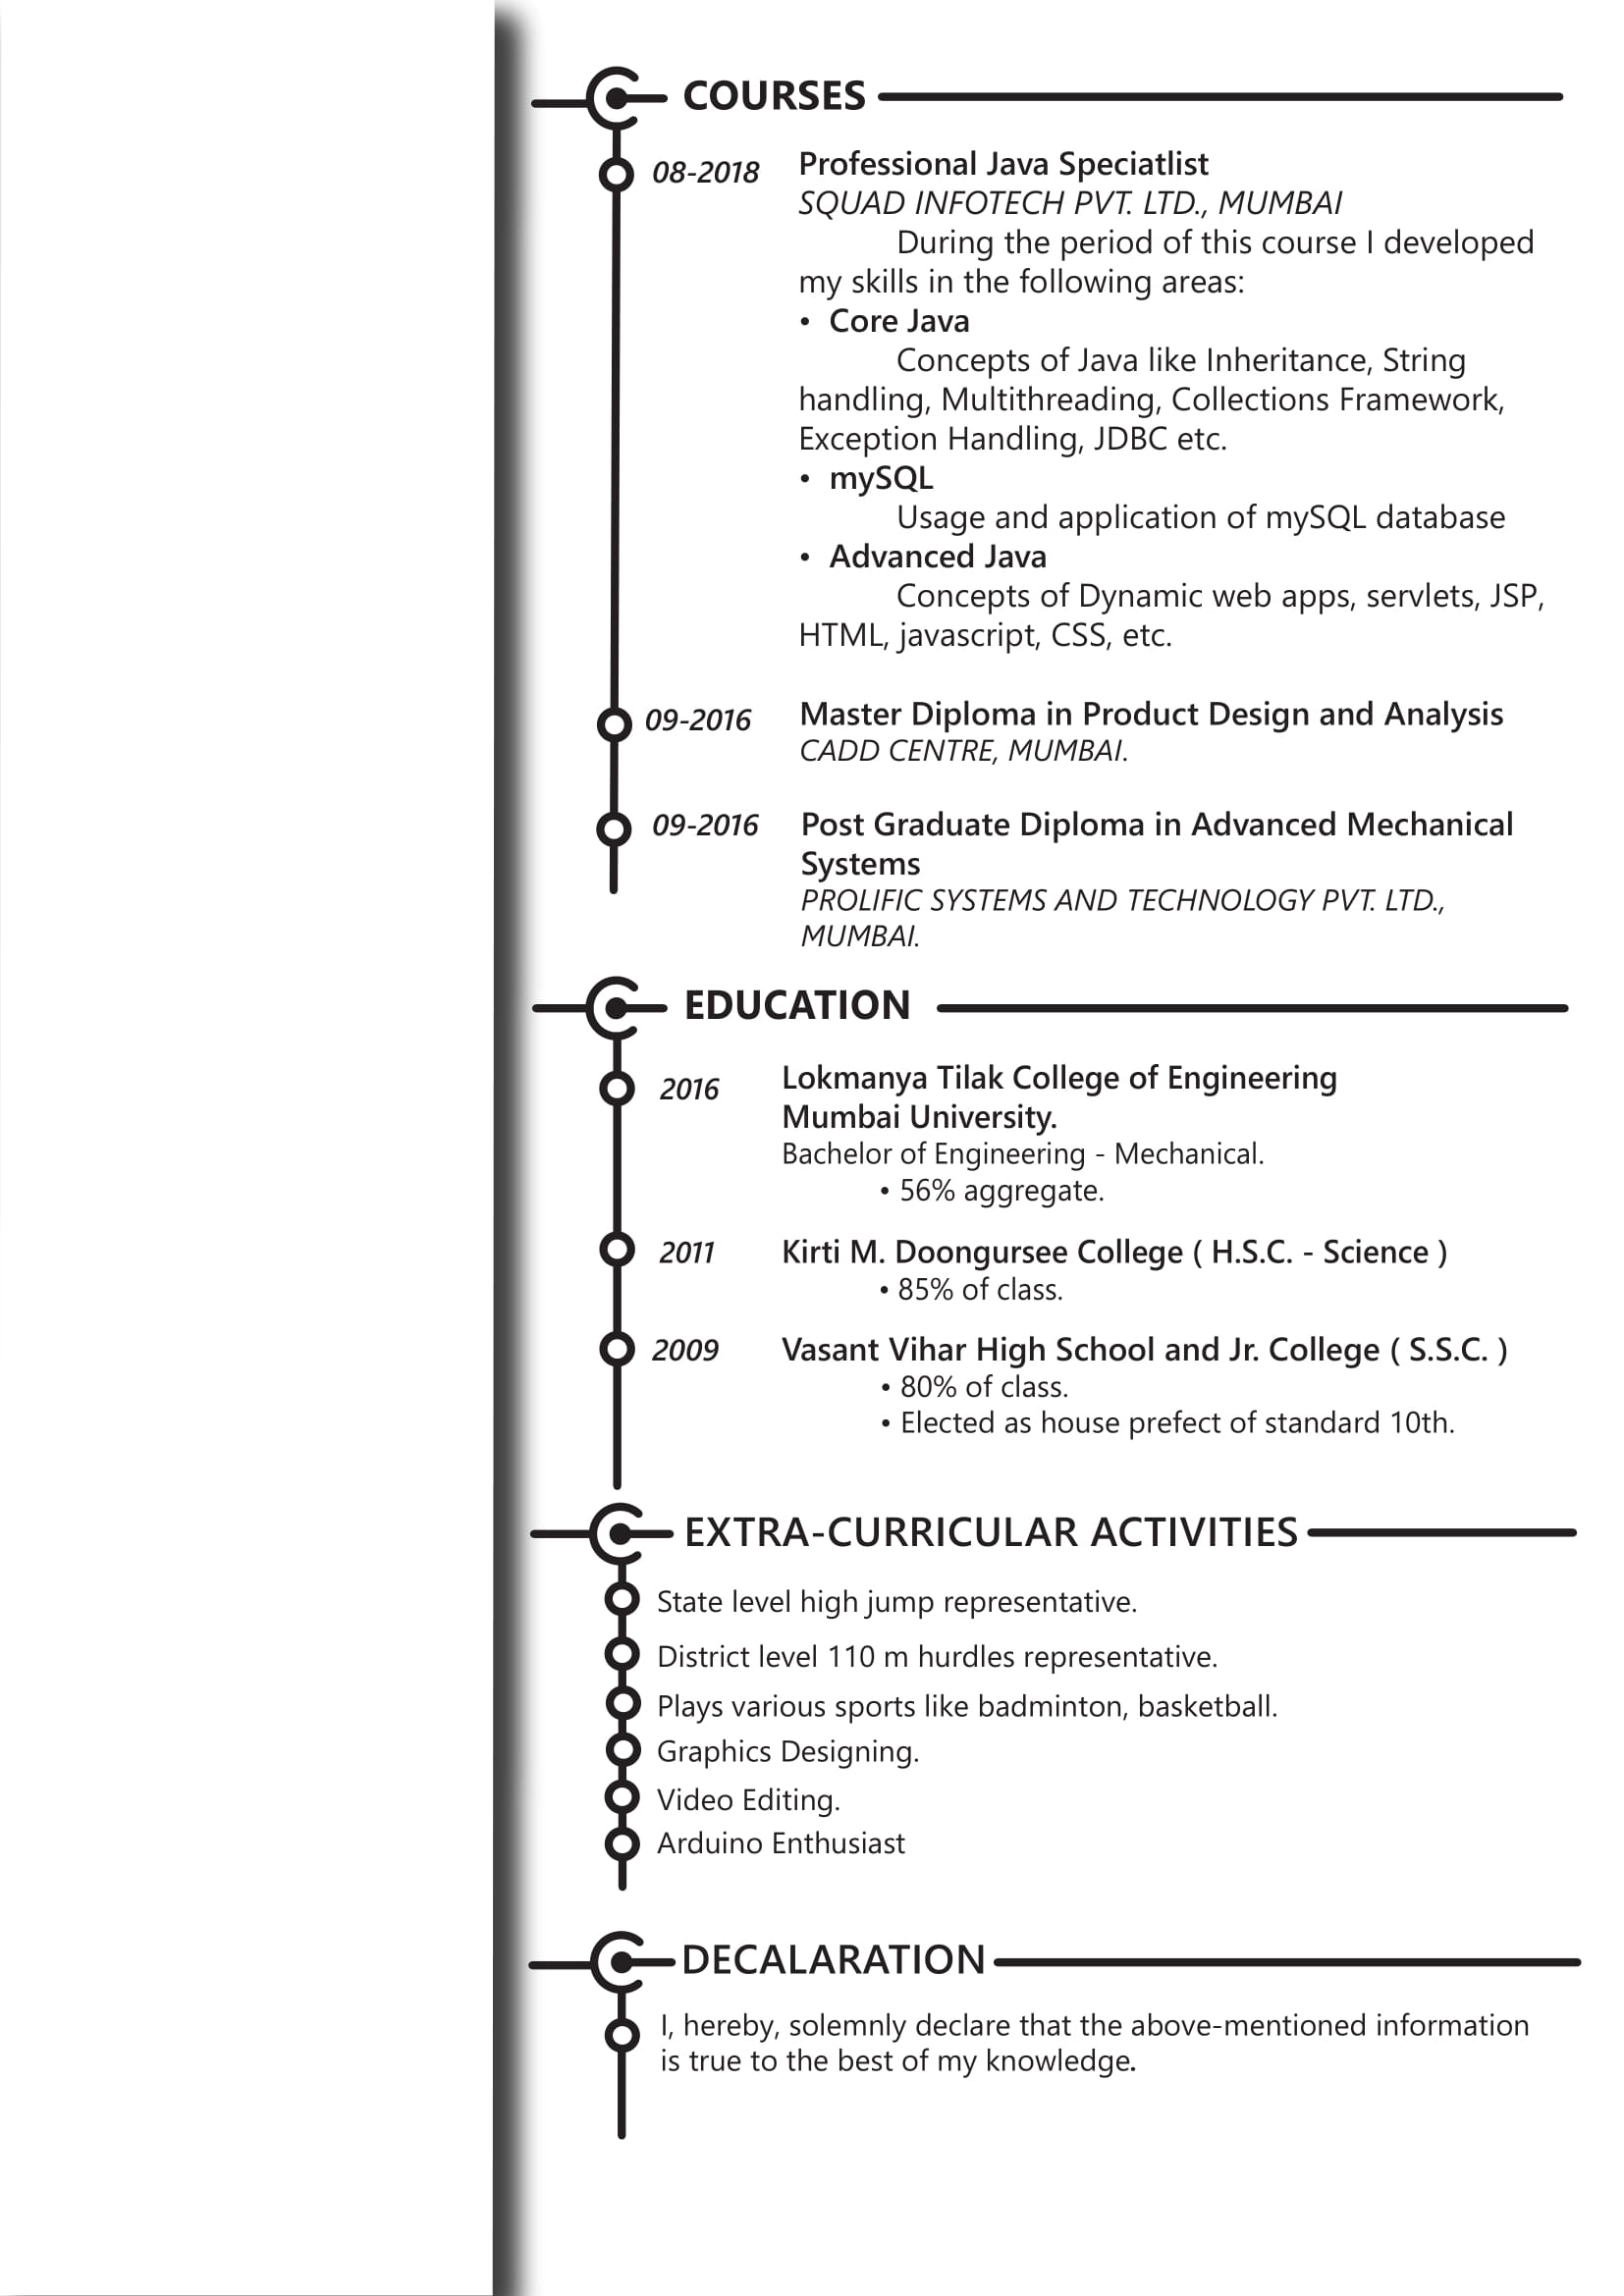 COURSES
08-2018
Professional Java Speciatlist
SQUAD INFOTECH PVT. LTD., MUMBAI
During the period of this course I developed
my skills in the following areas:
• Core Java
Concepts of Java like Inheritance, String
handling, Multithreading, Collections Framework,
Exception Handling, JDBC etc.
• mySQL
Usage and application of mySQL database
• Advanced Java
Concepts of Dynamic web apps, servlets, JSP,
HTML, javascript, CSS, etc.
09-2016
Master Diploma in Product Design and Analysis
CADD CENTRE, MUMBAI.
09-2016
Post Graduate Diploma in Advanced Mechanical
Systems
PROLIFIC SYSTEMS AND TECHNOLOGY PVT. LTD.,
MUMBAI.
EDUCATION
2016
Lokmanya Tilak College of Engineering
Mumbai University.
Bachelor of Engineering - Mechanical.
• 56% aggregate.
2011
Kirti M. Doongursee College ( H.S.C. - Science )
• 85% of class.
2009
Vasant Vihar High School and Jr. College ( S.S.C. )
• 80% of class.
• Elected as house prefect of standard 10th.
EXTRA-CURRICULAR ACTIVITIES
State level high jump representative.
District level 110 m hurdles representative.
Plays various sports like badminton, basketball.
Graphics Designing.
Video Editing.
Arduino Enthusiast
DECALARATION
I, hereby, solemnly declare that the above-mentioned information
is true to the best of my knowledge.